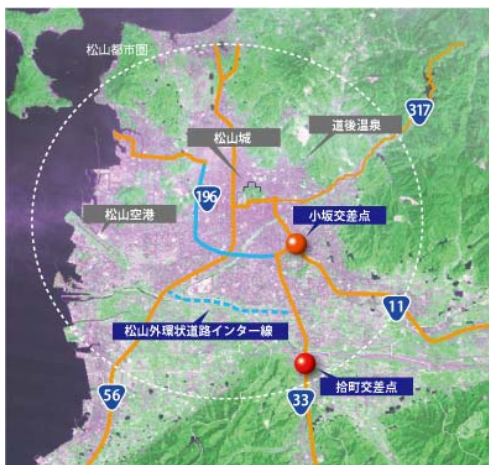 松山都市圏
317
松山城
道後温泉
196
松山空港
小坂交差点
11
松山外環状道路インター線
56
33
拾町交差点